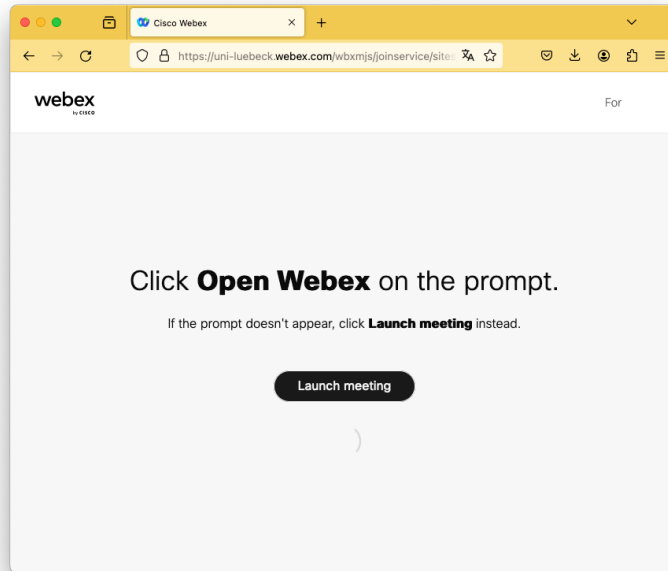 Cisco Webex
https://uni-luebeck.webex.com/wbxmjs/joinservice/sites
webex
by CISCO
For
Click Open Webex on the prompt.
If the prompt doesn't appear, click Launch meeting instead.
Launch meeting